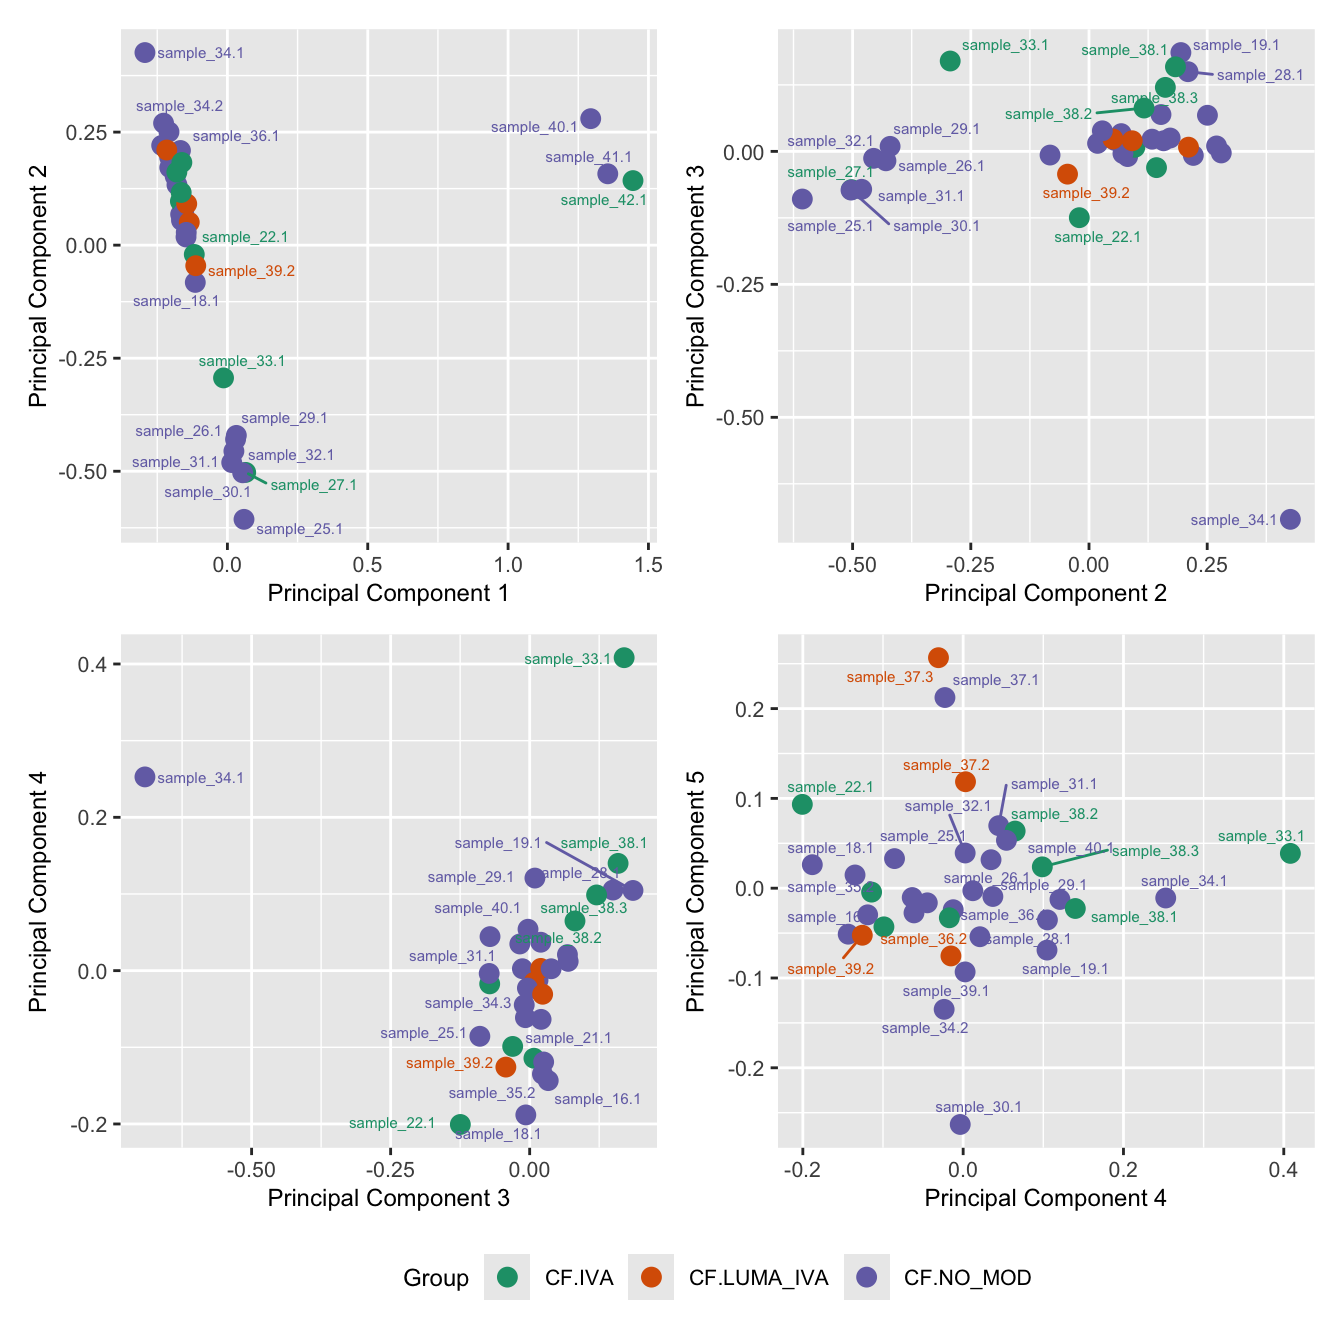 sample_34.1
sample_34.2
sample_36.1
sample_40.1
sample_41.1
sample_42.1
sample_22.1
sample_39.2
sample_18.1
sample_33.1
sample_29.1
sample_26.1
sample_32.1
sample_31.1
sample_27.1
sample_30.1
sample_25.1
0.25
0.00
-0.25
-0.50
0.0
0.5
1.0
1.5
Principal Component 1
Principal Component 2
sample_33.1
sample_38.1
sample_19.1
sample_28.1
sample_38.3
sample_38.2
sample_29.1
sample_32.1
sample_26.1
sample_27.1
sample_31.1
sample_39.2
sample_25.1
sample_30.1
sample_22.1
sample_34.1
0.00
-0.25
-0.50
-0.50
-0.25
0.00
0.25
Principal Component 2
Principal Component 3
sample_33.1
sample_34.1
sample_19.1
sample_38.1
sample_29.1
sample_28.1
sample_40.1
sample_38.3
sample_38.2
sample_31.1
sample_34.3
sample_25.1
sample_21.1
sample_39.2
sample_35.2
sample_16.1
sample_22.1
sample_18.1
0.4
0.2
0.0
-0.2
-0.50
-0.25
0.00
Principal Component 3
Principal Component 4
sample_37.3
sample_37.1
sample_37.2
sample_31.1
sample_22.1
sample_32.1
sample_38.2
sample_25.1
sample_33.1
sample_18.1
sample_40.1
sample_38.3
sample_26.1
sample_29.1
sample_34.1
sample_38.1
sample_36.2
sample_28.1
sample_39.2
sample_19.1
sample_39.1
sample_34.2
sample_30.1
0.2
0.1
0.0
-0.1
-0.2
-0.2
0.0
0.2
0.4
Principal Component 4
Principal Component 5
Group
CF.IVA
CF.LUMA_IVA
CF.NO_MOD